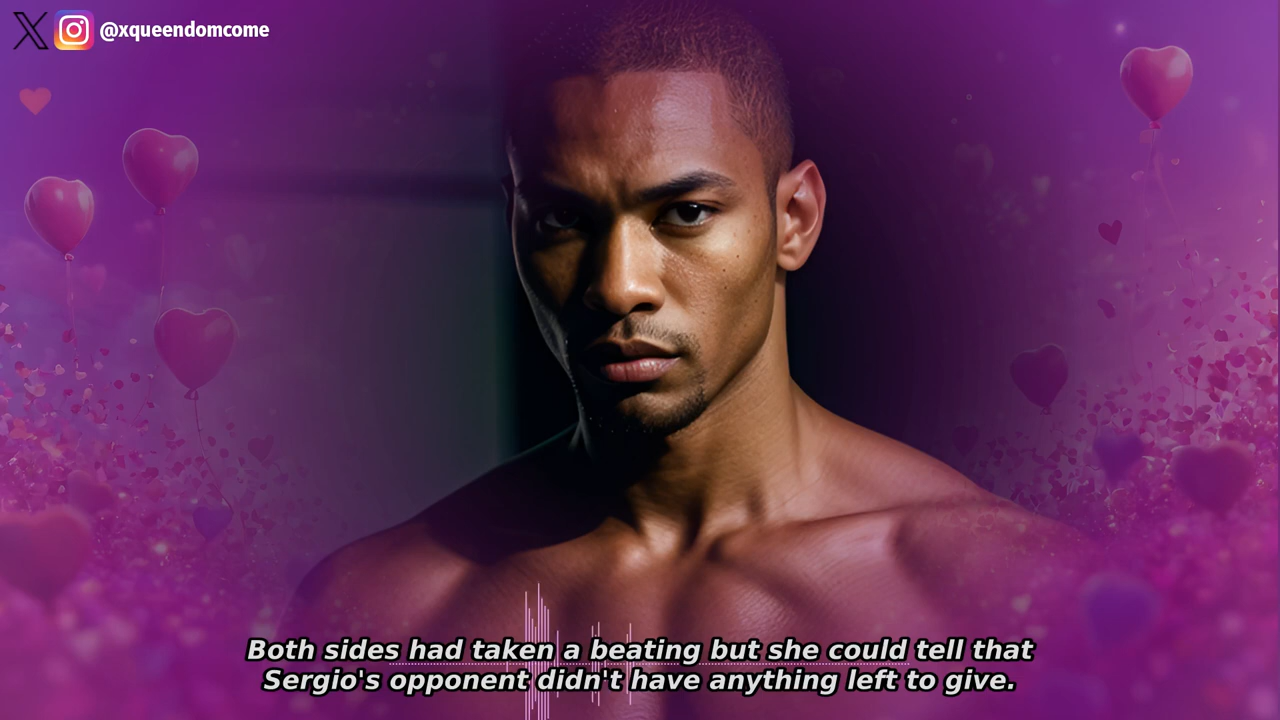 @xqueendomcome
Both sides had taken a beating but she could tell that
Sergio's opponent didn't have anything left to give.